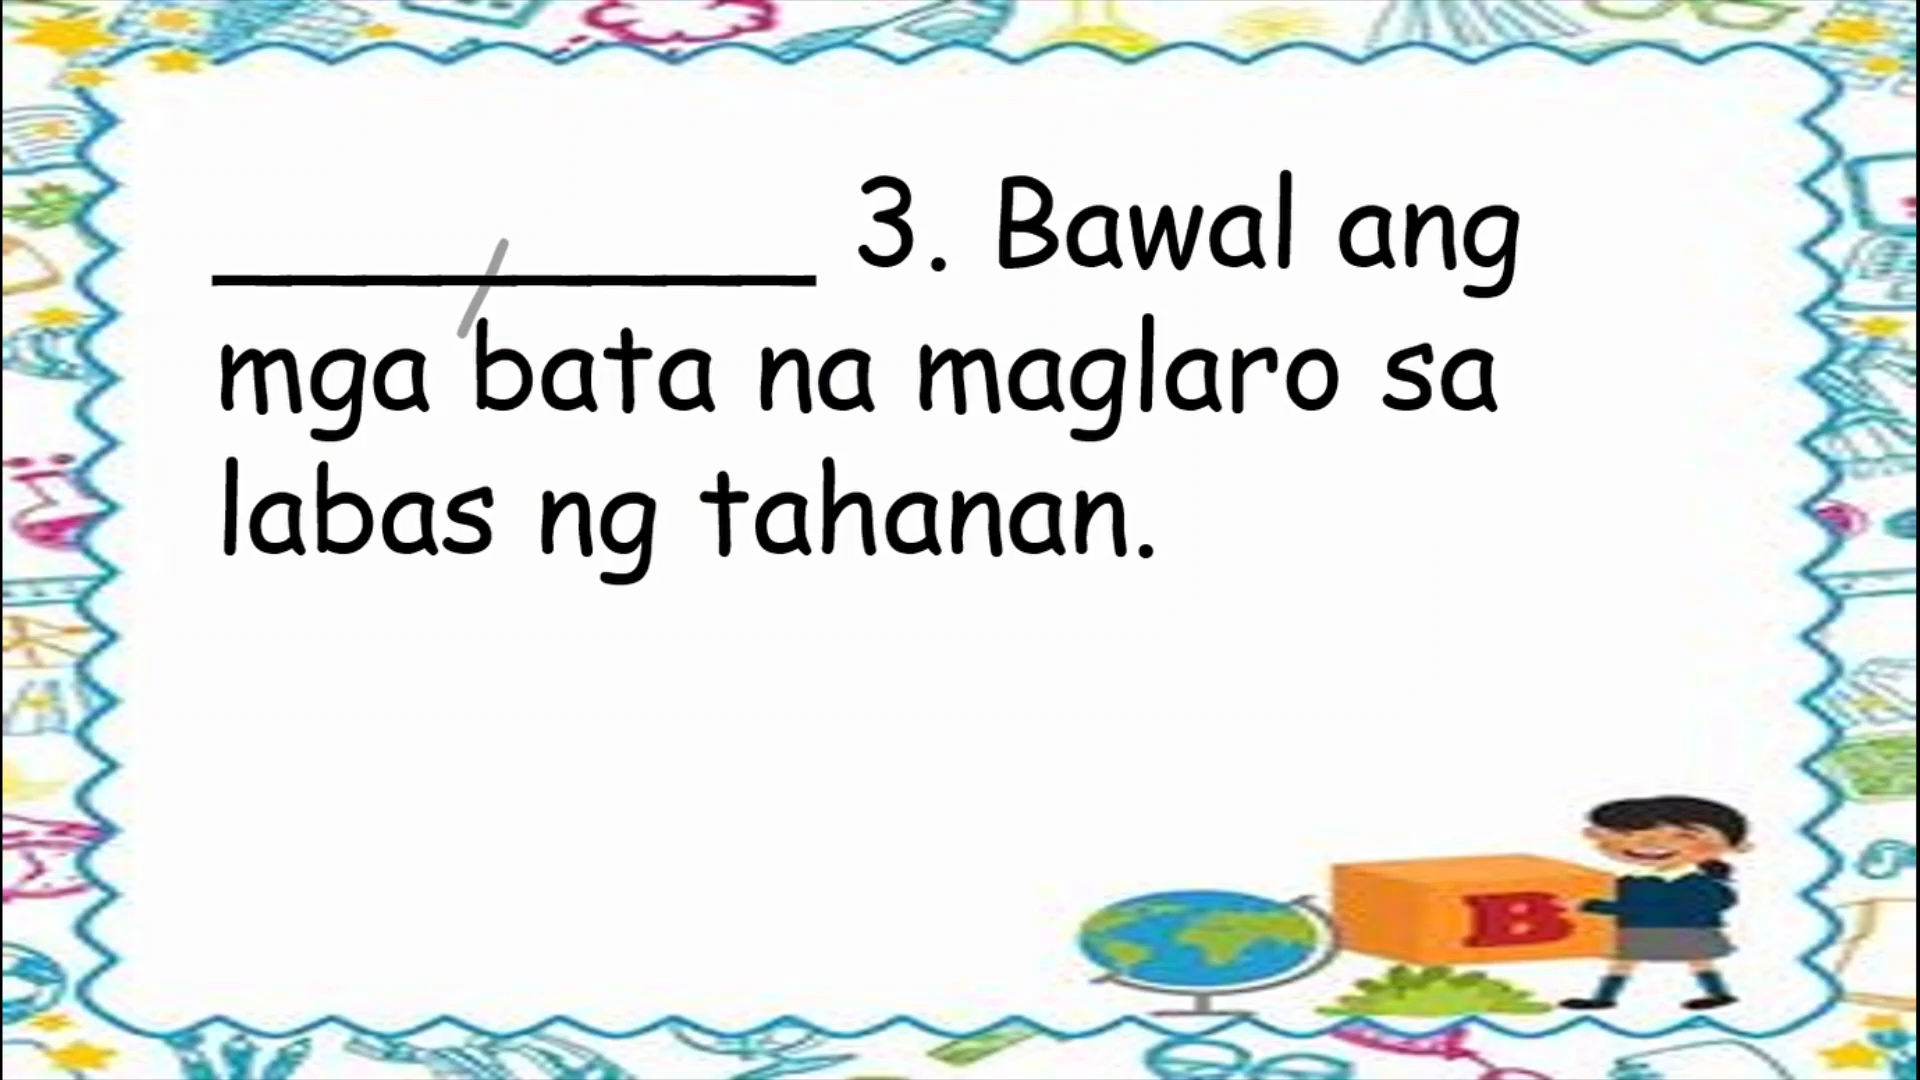 __________ 3. Bawal ang
mga bata na maglaro sa
labas ng tahanan.
B